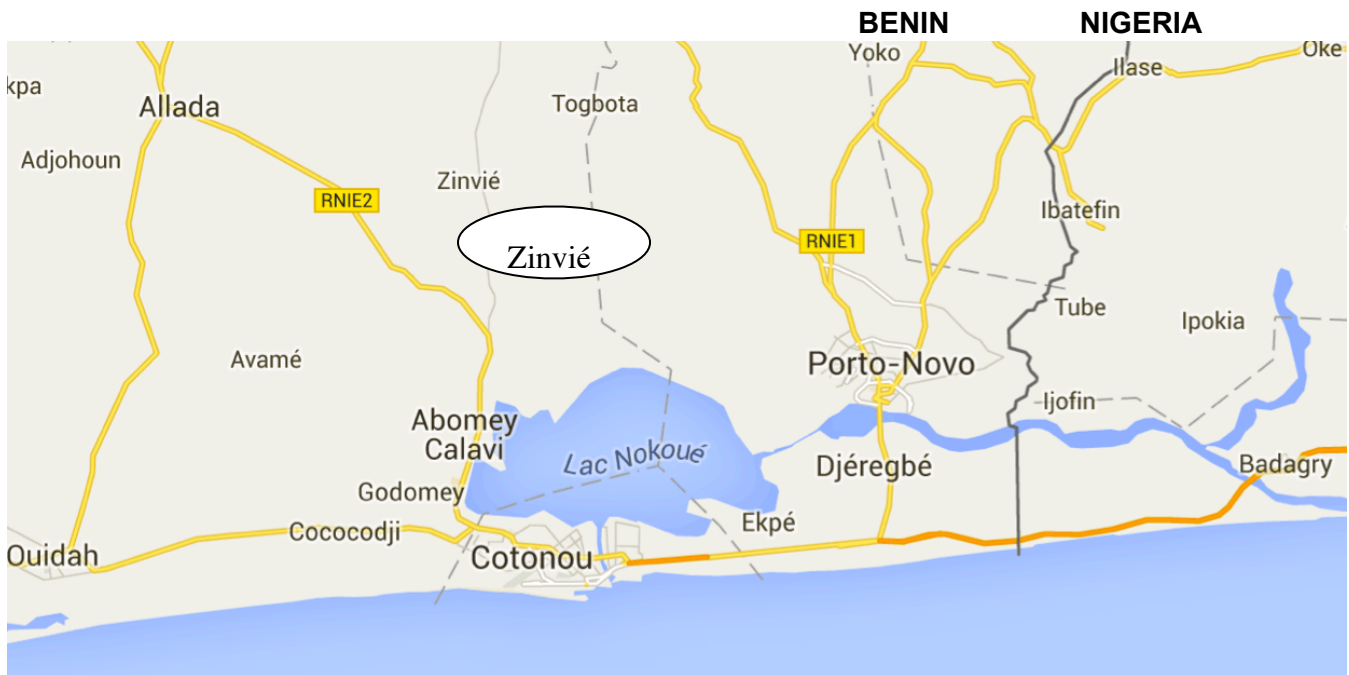 BENIN NIGERIA
Yoko
Oke
Ilase
kpa
Allada
Togbota
Adjohoun
Zinvié
RNIE2
Ibatefin
Zinvié
RNIE1
Tube
Ipokia
Avamé
Porto-Novo
Ijofin
Abomey
Calavi
Lac Nokoué
Djéregbé
Badagry
Godomey
Ekpé
Cococodji
Ouidah
Cotonou